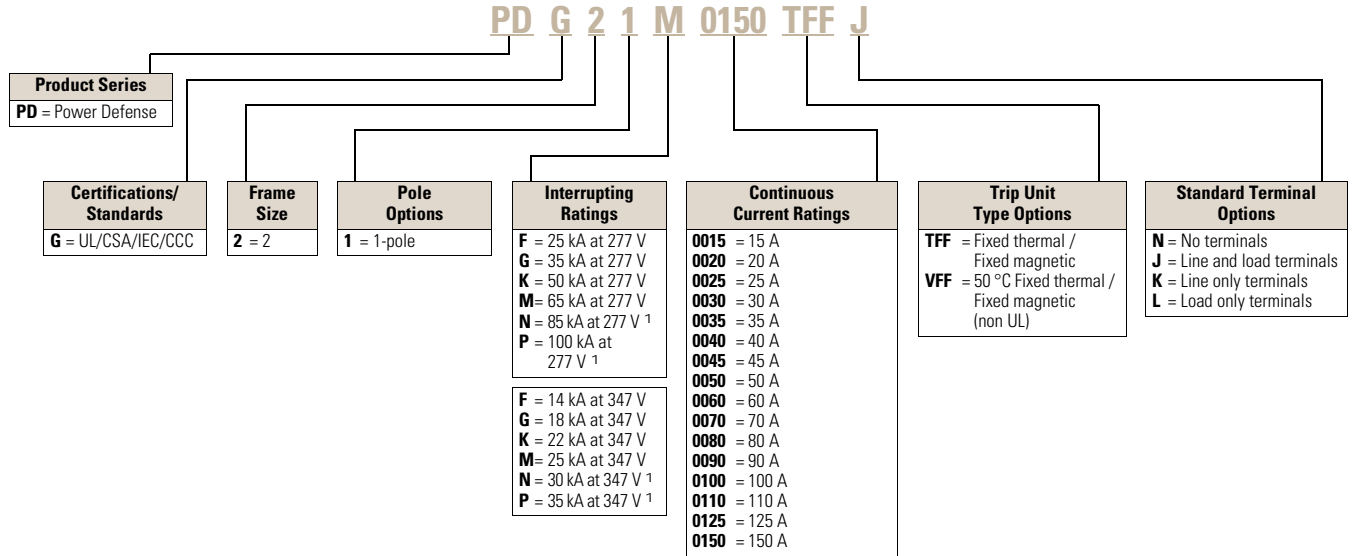 PD G 2 1 M 0150 TFF J
Product Series
PD = Power Defense
Certifications/
Standards
G = UL/CSA/IEC/CCC
Frame
Size
2 = 2
Pole
Options
1 = 1-pole
Interrupting
Ratings
F = 25 kA at 277 V
G = 35 kA at 277 V
K = 50 kA at 277 V
M= 65 kA at 277 V
N = 85 kA at 277 V 1
P = 100 kA at
277 V 1
F = 14 kA at 347 V
G = 18 kA at 347 V
K = 22 kA at 347 V
M= 25 kA at 347 V
N = 30 kA at 347 V 1
P = 35 kA at 347 V 1
Continuous
Current Ratings
0015 = 15 A
0020 = 20 A
0025 = 25 A
0030 = 30 A
0035 = 35 A
0040 = 40 A
0045 = 45 A
0050 = 50 A
0060 = 60 A
0070 = 70 A
0080 = 80 A
0090 = 90 A
0100 = 100 A
0110 = 110 A
0125 = 125 A
0150 = 150 A
Trip Unit
Type Options
TFF = Fixed thermal /
Fixed magnetic
VFF = 50 °C Fixed thermal /
Fixed magnetic
(non UL)
Standard Terminal
Options
N = No terminals
J = Line and load terminals
K = Line only terminals
L = Load only terminals